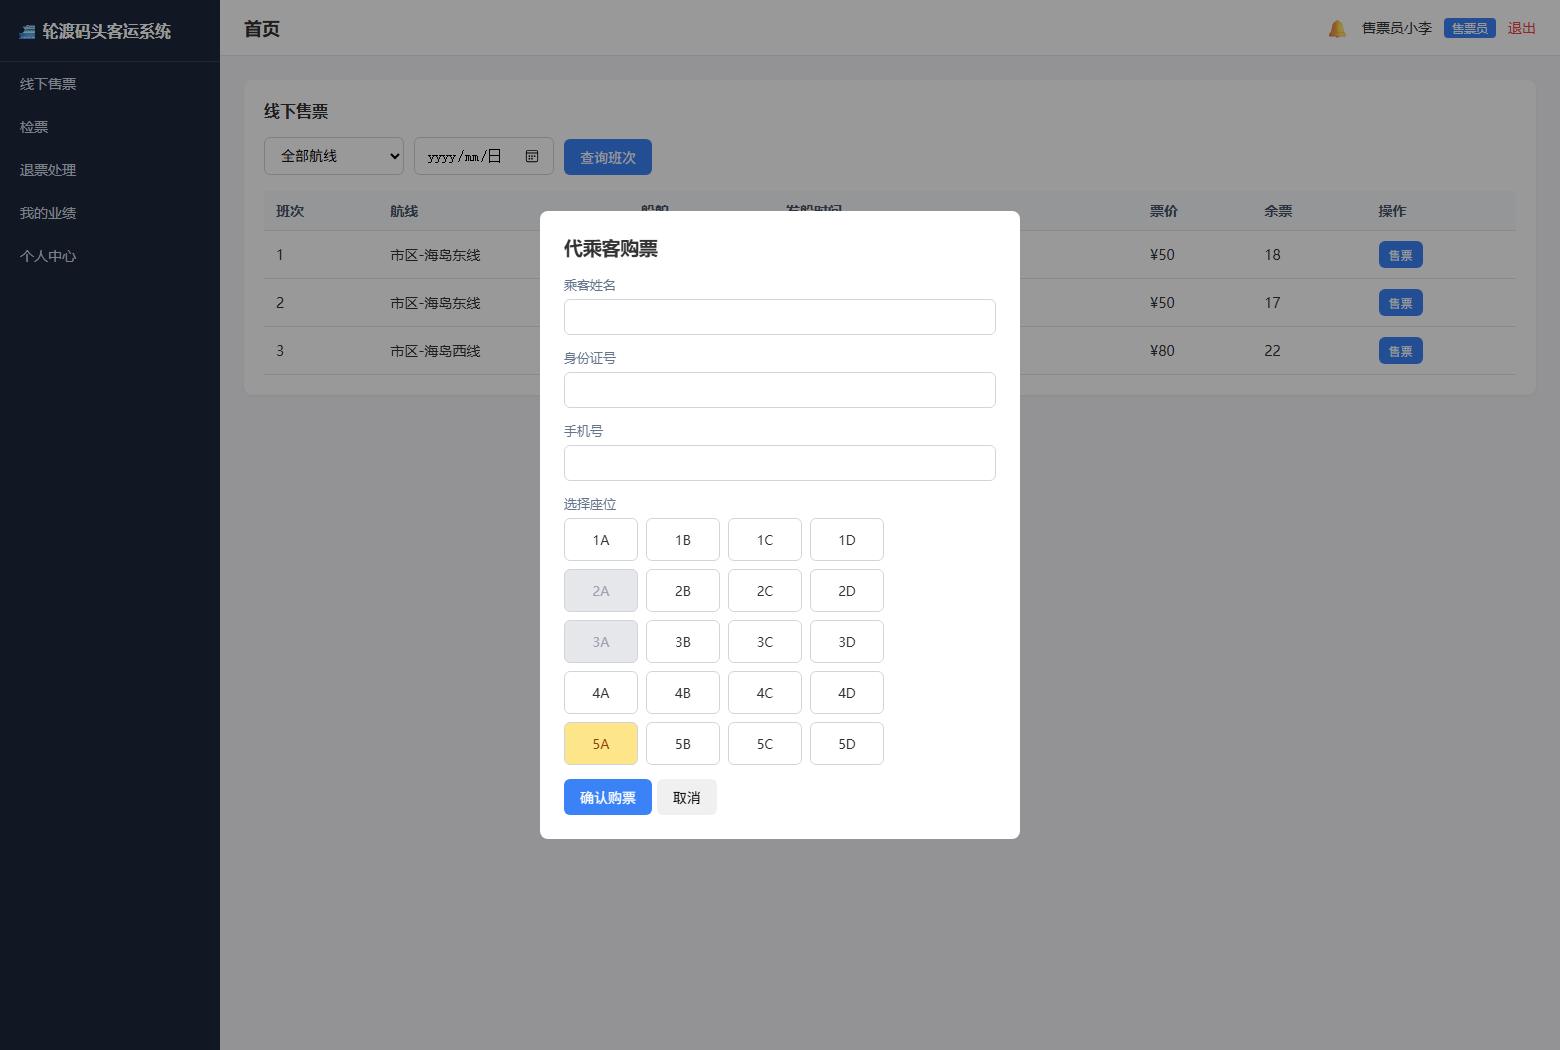 轮渡码头客运系统
线下售票
检票
退票处理
我的业绩
个人中心
首页
售票员小李 售票员 退出
线下售票
全部航线 yyyy/mm/日 查询班次
班次 航线 船舶 发船时间 票价 余票 操作
1 市区-海岛东线 ¥50 18 售票
2 市区-海岛东线 ¥50 17 售票
3 市区-海岛西线 ¥80 22 售票
代乘客购票
乘客姓名
身份证号
手机号
选择座位
1A 1B 1C 1D
2A 2B 2C 2D
3A 3B 3C 3D
4A 4B 4C 4D
5A 5B 5C 5D
确认购票 取消